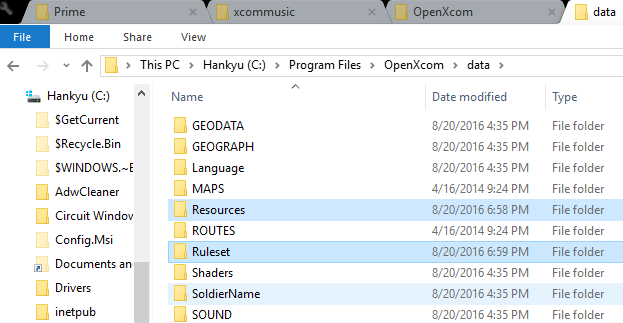 Prime xcommusic OpenXcom data
File Home Share View
This PC > Hankyu (C:) > Program Files > OpenXcom > data >
Hankyu (C:)
$GetCurrent
$Recycle.Bin
$WINDOWS.~B
AdwCleaner
Circuit Window
Config.Msi
Documents an
Drivers
inetpub
Name Date modified Type
GEODATA 8/20/2016 4:35 PM File folder
GEOGRAPH 8/20/2016 4:35 PM File folder
Language 8/20/2016 4:35 PM File folder
MAPS 4/16/2014 9:24 PM File folder
Resources 8/20/2016 6:58 PM File folder
ROUTES 4/16/2014 9:24 PM File folder
Ruleset 8/20/2016 6:59 PM File folder
Shaders 8/20/2016 4:35 PM File folder
SoldierName 8/20/2016 4:35 PM File folder
SOUND 8/20/2016 4:35 PM File folder